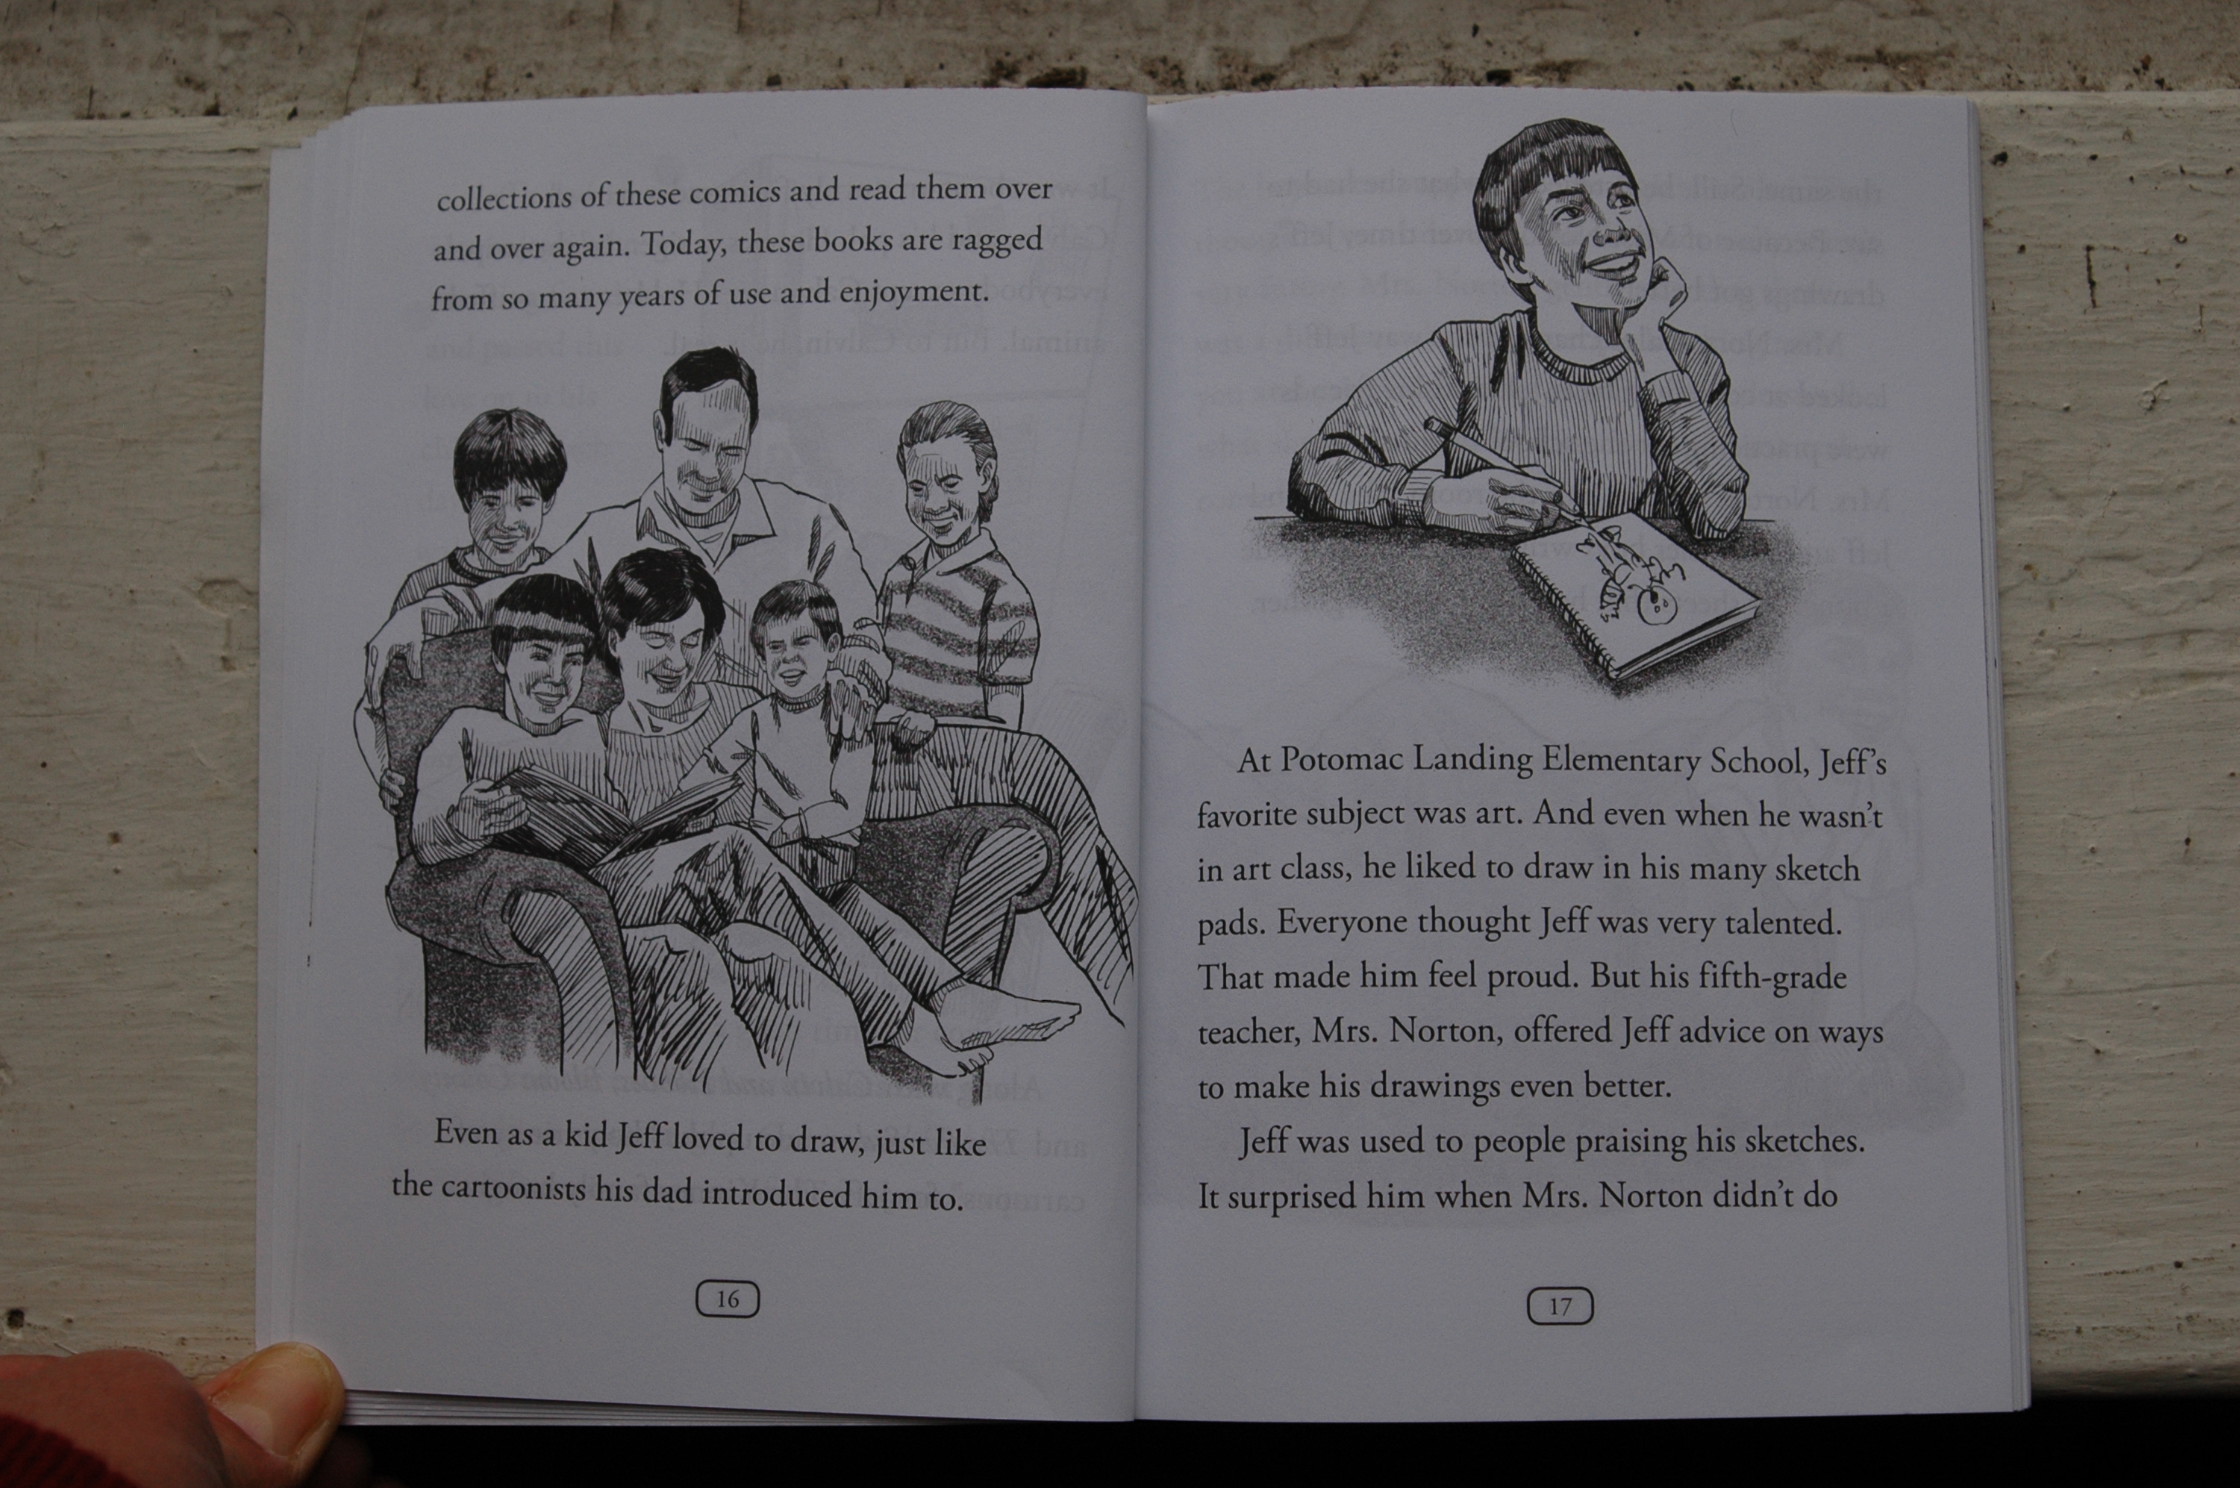 collections of these comics and read them over
and over again. Today, these books are ragged
from so many years of use and enjoyment.
Even as a kid Jeff loved to draw, just like
the cartoonists his dad introduced him to.
16
At Potomac Landing Elementary School, Jeff’s
favorite subject was art. And even when he wasn’t
in art class, he liked to draw in his many sketch
pads. Everyone thought Jeff was very talented.
That made him feel proud. But his fifth-grade
teacher, Mrs. Norton, offered Jeff advice on ways
to make his drawings even better.
Jeff was used to people praising his sketches.
It surprised him when Mrs. Norton didn’t do
17